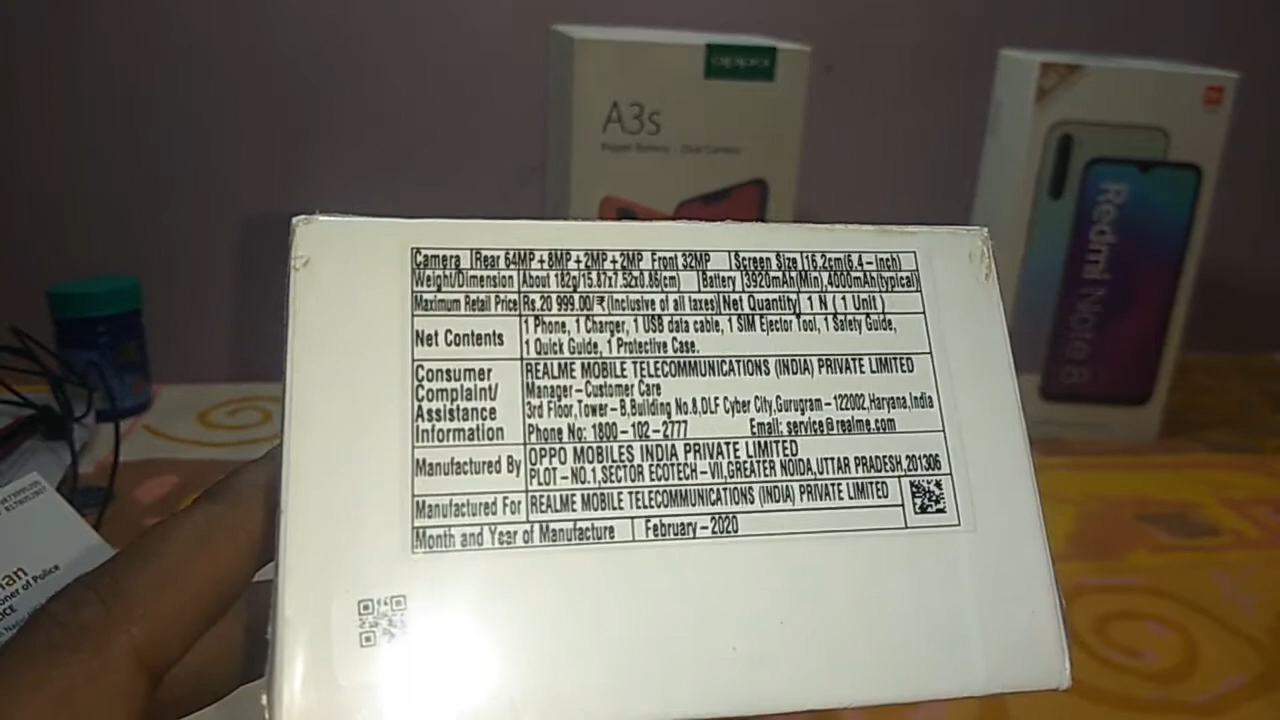 oppo
A3s
Bigger Battery - Dual Camera
Redmi Note 8
Camera Rear 64MP+8MP+2MP+2MP Front 32MP Screen Size 16.2cm(6.4-inch)
Weight/Dimension About 182g/15.87x7.52x0.86(cm) Battery 3920mAh(Min),4000mAh(typical)
Maximum Retail Price Rs.20 999.00/₹(Inclusive of all taxes) Net Quantity 1 N ( 1 Unit )
Net Contents 1 Phone, 1 Charger, 1 USB data cable, 1 SIM Ejector Tool, 1 Safety Guide,
1 Quick Guide, 1 Protective Case.
Consumer Complaint/ Assistance Information REALME MOBILE TELECOMMUNICATIONS (INDIA) PRIVATE LIMITED
Manager-Customer Care
3rd Floor,Tower-B,Building No.8,DLF Cyber City,Gurugram-122002,Haryana,India
Phone No: 1800-102-2777 Email: service@realme.com
Manufactured By OPPO MOBILES INDIA PRIVATE LIMITED
PLOT-NO.1,SECTOR ECOTECH-VII,GREATER NOIDA,UTTAR PRADESH,201306
Manufactured For REALME MOBILE TELECOMMUNICATIONS (INDIA) PRIVATE LIMITED
Month and Year of Manufacture February-2020
oner of Police